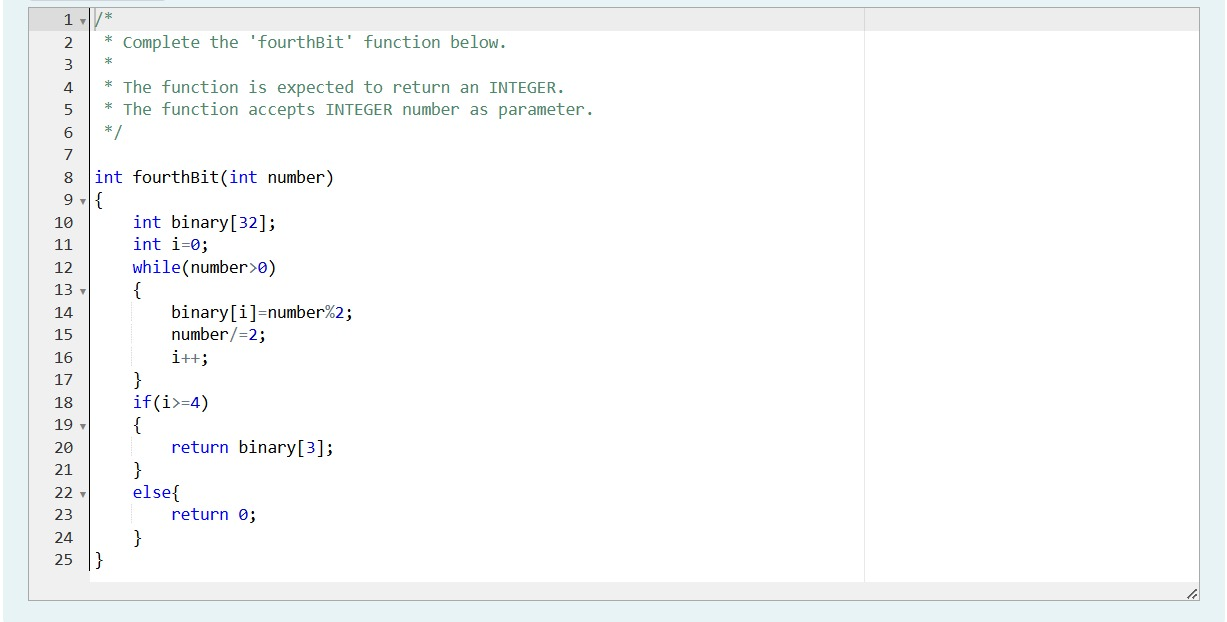 1 /*
2  * Complete the 'fourthBit' function below.
3  *
4  * The function is expected to return an INTEGER.
5  * The function accepts INTEGER number as parameter.
6  */
7
8 int fourthBit(int number)
9 {
10     int binary[32];
11     int i=0;
12     while(number>0)
13     {
14         binary[i]=number%2;
15         number/=2;
16         i++;
17     }
18     if(i>=4)
19     {
20         return binary[3];
21     }
22     else{
23         return 0;
24     }
25 }